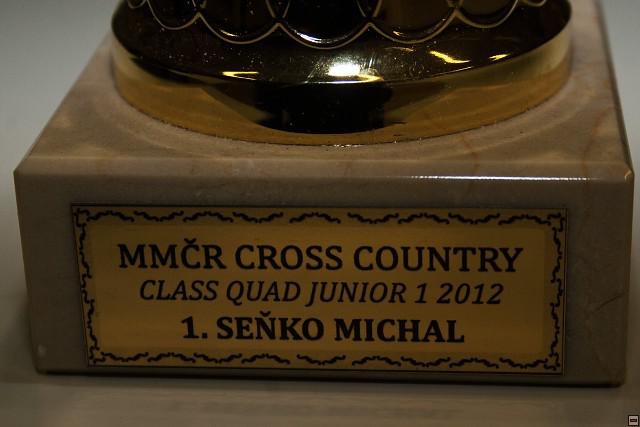 MMČR CROSS COUNTRY
CLASS QUAD JUNIOR 1 2012
1. SEŇKO MICHAL